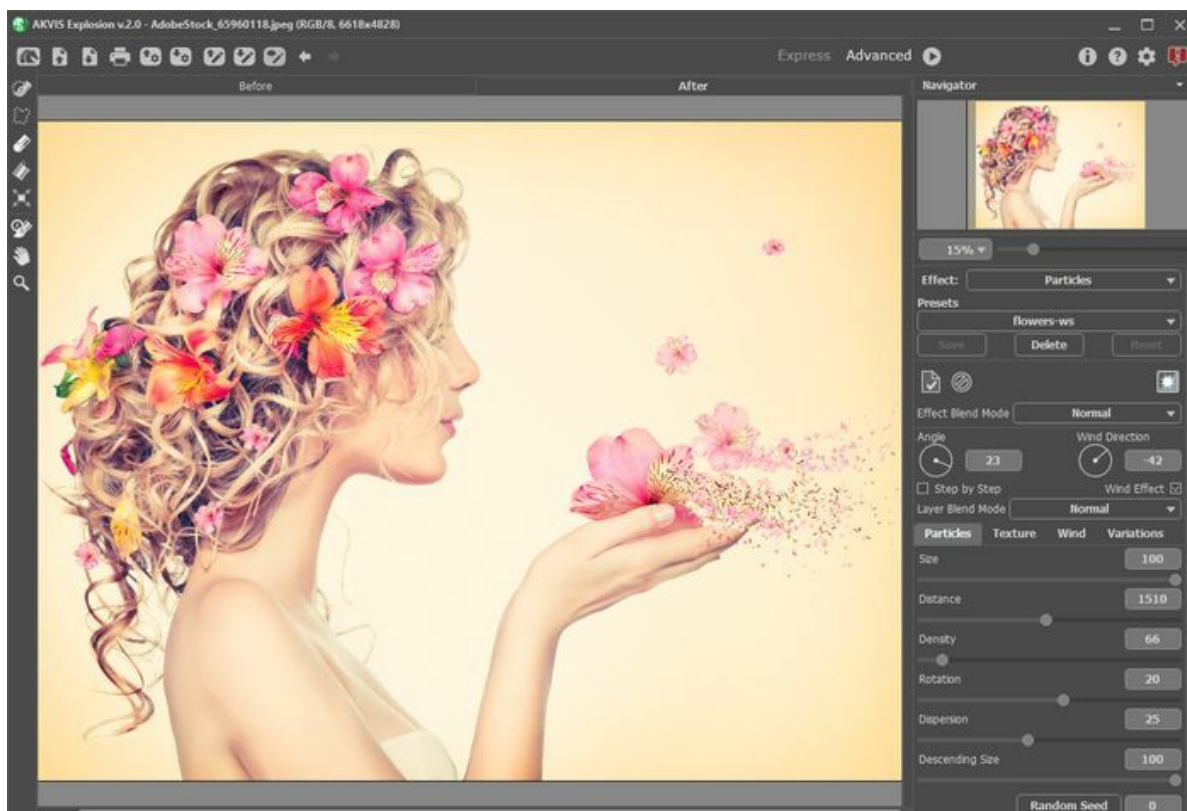 AKVIS Explosion v.2.0 - AdobeStock_65960118.jpeg (RGB/8, 6618x4828)
Express Advanced
Before After
Navigator
15%
Effect: Particles
Presets
flowers-ws
Save Delete Reset
Effect Blend Mode Normal
Angle Wind Direction
23 -42
Step by Step Wind Effect
Layer Blend Mode Normal
Particles Texture Wind Variations
Size 100
Distance 1510
Density 66
Rotation 20
Dispersion 25
Descending Size 100
Random Seed 0